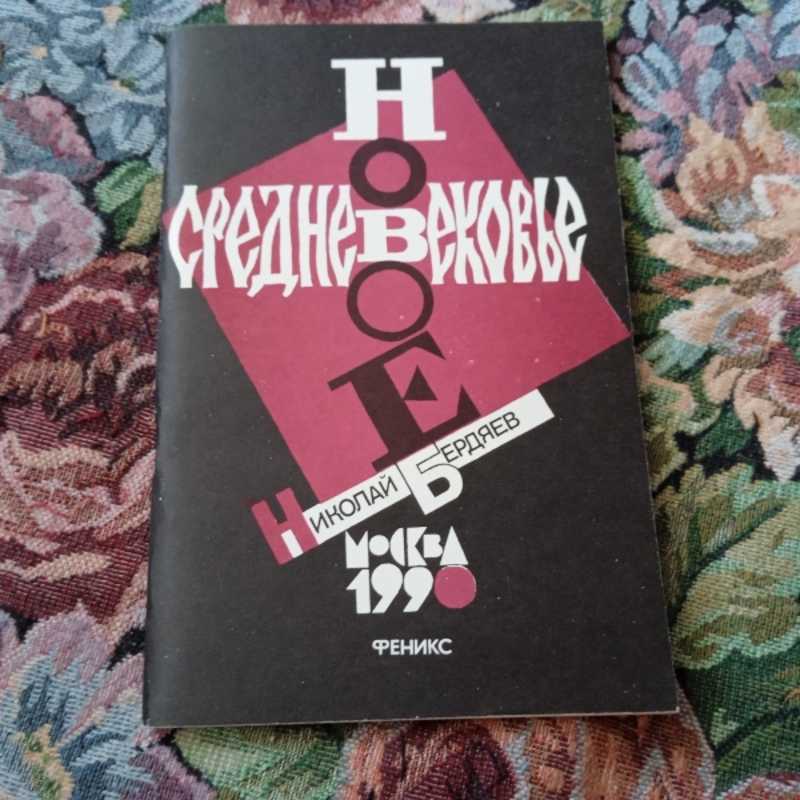 НОВОЕ
СРЕДНЕВЕКОВЬЕ
НИКОЛАЙ БЕРДЯЕВ
МОСКВА
1990
ФЕНИКС